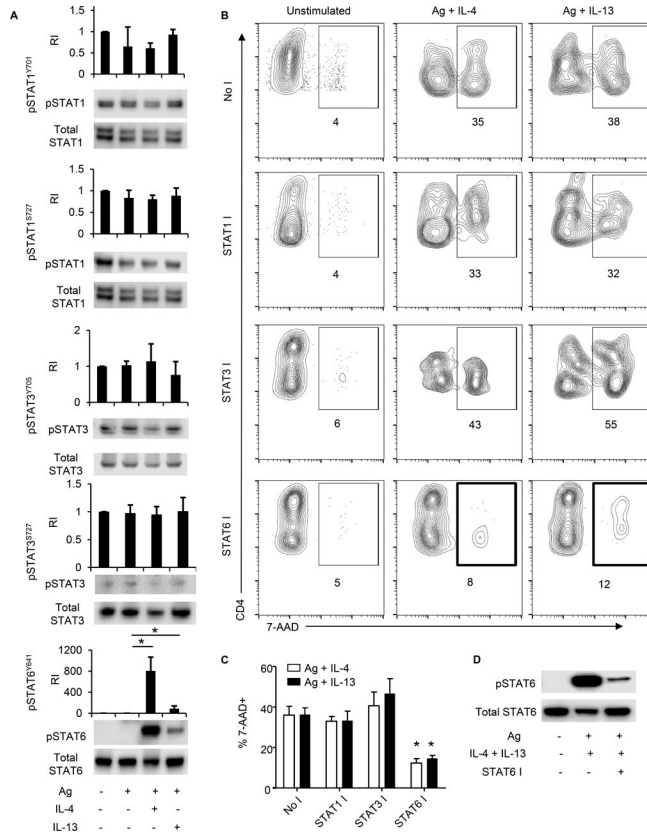 A
pSTAT1Y701
RI
1.5
1
0.5
0
pSTAT1
Total
STAT1
pSTAT1S727
RI
1.5
1
0.5
0
pSTAT1
Total
STAT1
pSTAT3Y705
RI
2
1
0
pSTAT3
Total
STAT3
pSTAT3S727
RI
1.5
1
0.5
0
pSTAT3
Total
STAT3
pSTAT6Y641
RI
1200
800
400
0
*
*
pSTAT6
Total
STAT6
Ag - + + +
IL-4 - - + -
IL-13 - - - +
B
Unstimulated Ag + IL-4 Ag + IL-13
No I
4 35 38
STAT1 I
4 33 32
STAT3 I
6 43 55
STAT6 I
5 8 12
CD4
7-AAD
C
Ag + IL-4
Ag + IL-13
% 7-AAD+
60
40
20
0
* *
No I STAT1 I STAT3 I STAT6 I
D
pSTAT6
Total STAT6
Ag - + +
IL-4 + IL-13 - + +
STAT6 I - - +